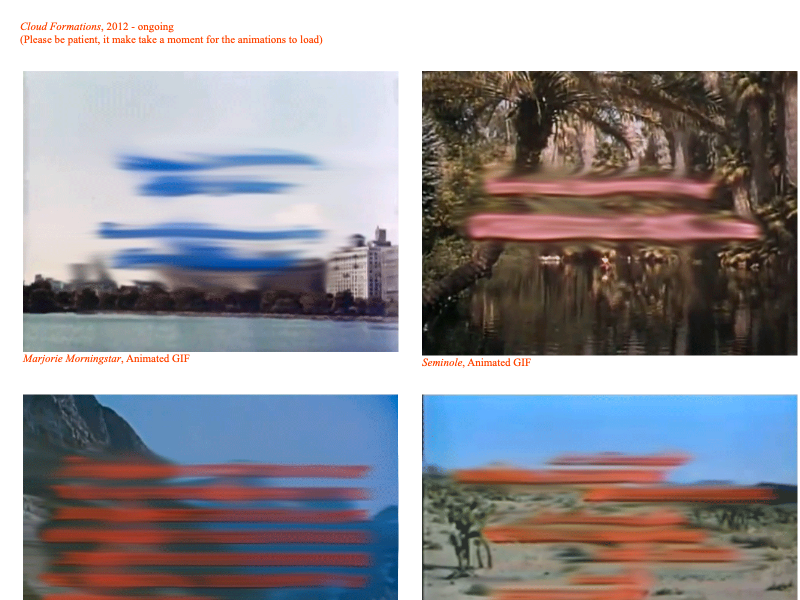 Cloud Formations, 2012 - ongoing
(Please be patient, it make take a moment for the animations to load)
Marjorie Morningstar, Animated GIF
Seminole, Animated GIF